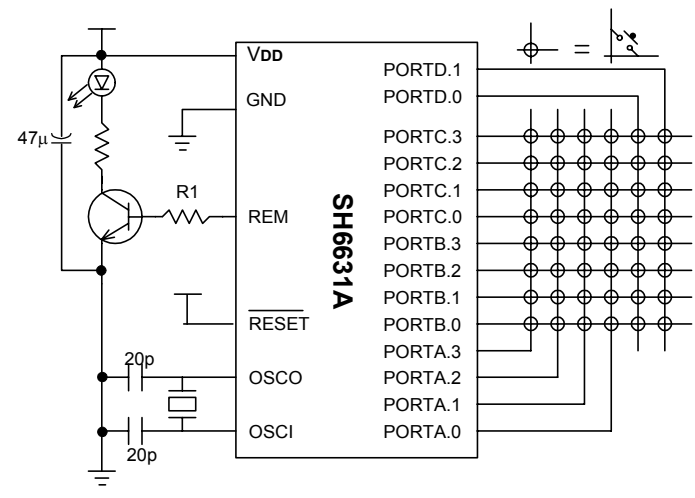 VDD
GND
REM
RESET
OSCO
OSCI
SH6631A
PORTD.1
PORTD.0
PORTC.3
PORTC.2
PORTC.1
PORTC.0
PORTB.3
PORTB.2
PORTB.1
PORTB.0
PORTA.3
PORTA.2
PORTA.1
PORTA.0
47μ
R1
20p
20p
=